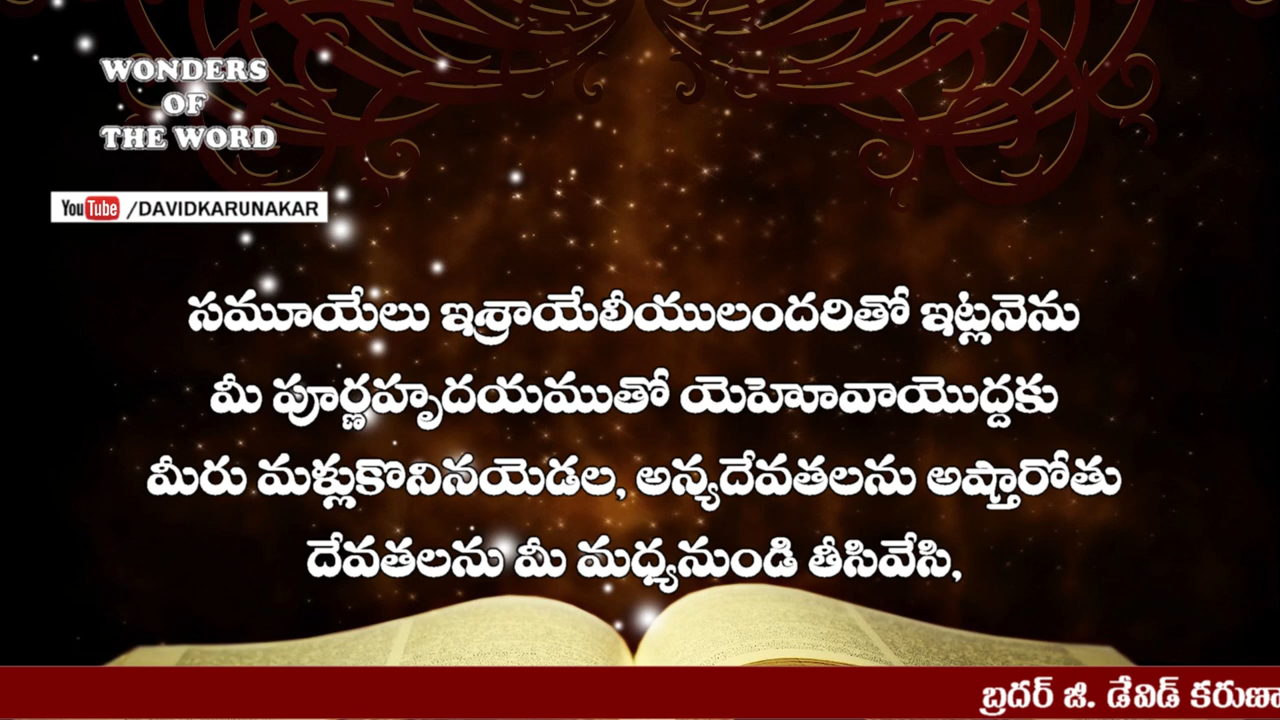 WONDERS
OF
THE WORD
YouTube /DAVIDKARUNAKAR
సమూయేలు ఇశ్రాయేలీయులందరితో ఇట్లనెను
మీ పూర్ణహృదయముతో యెహోవాయొద్దకు
మీరు మళ్లుకొనినయెడల, అన్యదేవతలను అష్తారోతు
దేవతలను మీ మధ్యనుండి తీసివేసి,
బ్రదర్ జి. డేవిడ్ కరుణా